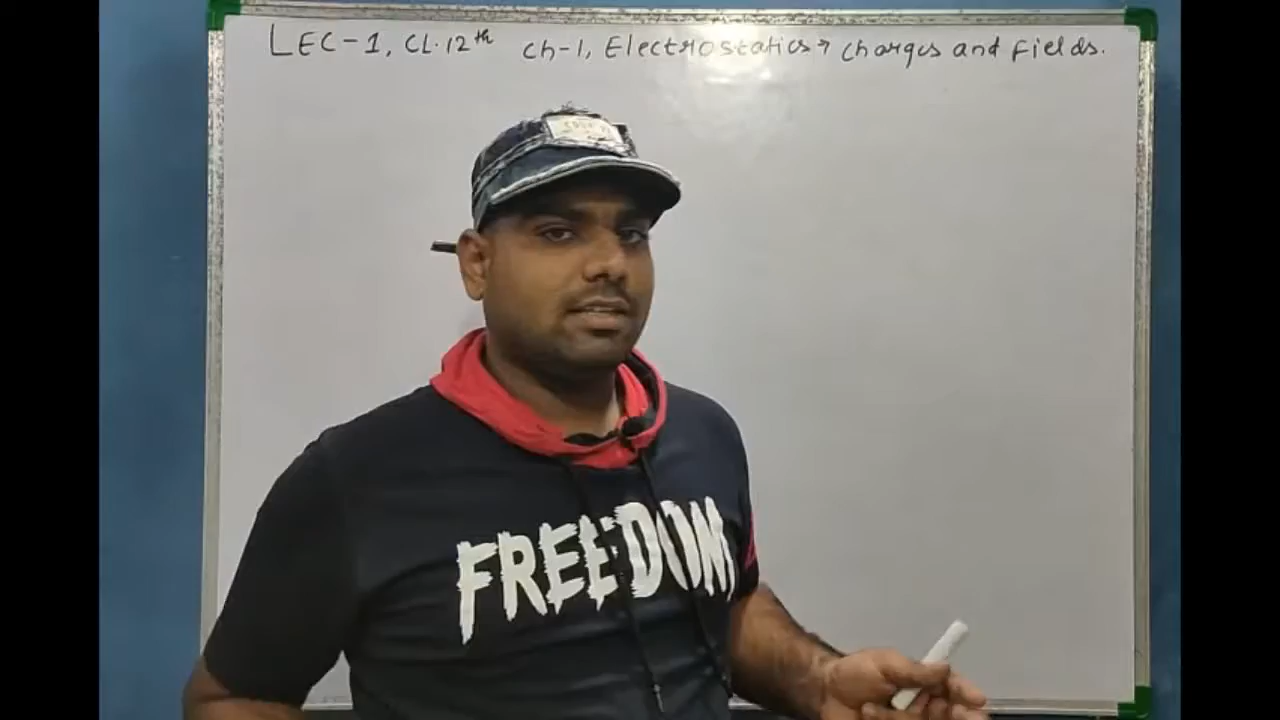 LEC-1, CL.12th Ch-1, Electrostatics → Charges and Fields.
FREEDOM